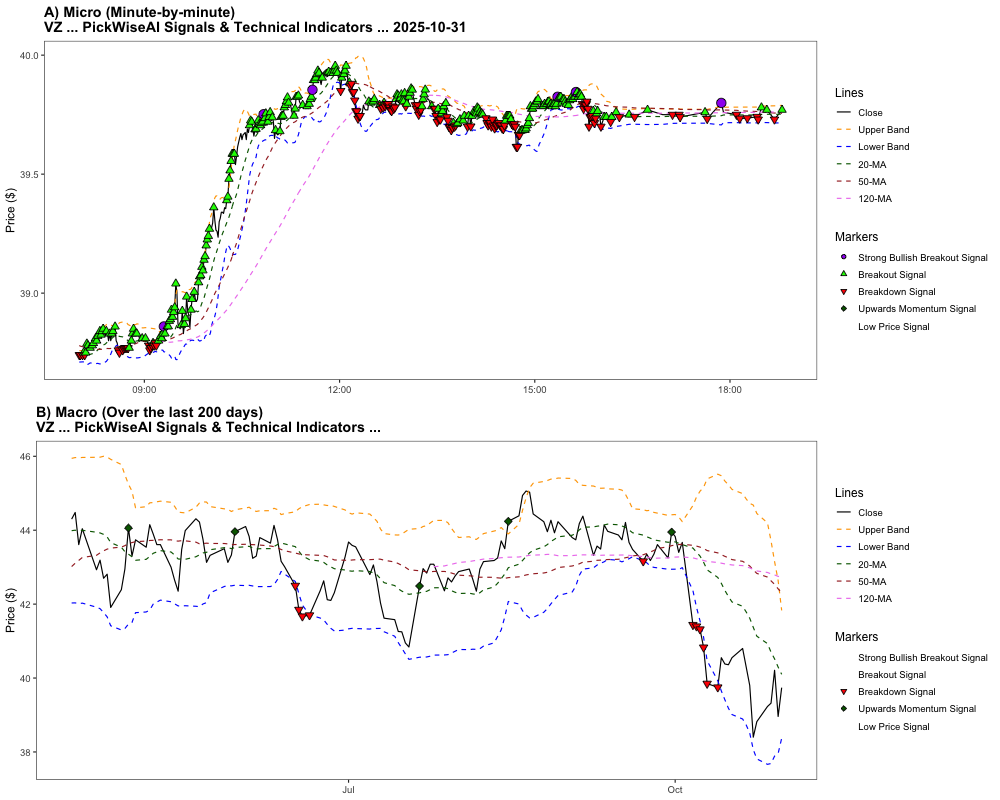 A) Micro (Minute-by-minute)
VZ ... PickWiseAI Signals & Technical Indicators ... 2025-10-31
Price ($)
40.0
39.5
39.0
09:00
12:00
15:00
18:00
Lines
Close
Upper Band
Lower Band
20-MA
50-MA
120-MA
Markers
Strong Bullish Breakout Signal
Breakout Signal
Breakdown Signal
Upwards Momentum Signal
Low Price Signal
B) Macro (Over the last 200 days)
VZ ... PickWiseAI Signals & Technical Indicators ...
Price ($)
46
44
42
40
38
Jul
Oct
Lines
Close
Upper Band
Lower Band
20-MA
50-MA
120-MA
Markers
Strong Bullish Breakout Signal
Breakout Signal
Breakdown Signal
Upwards Momentum Signal
Low Price Signal